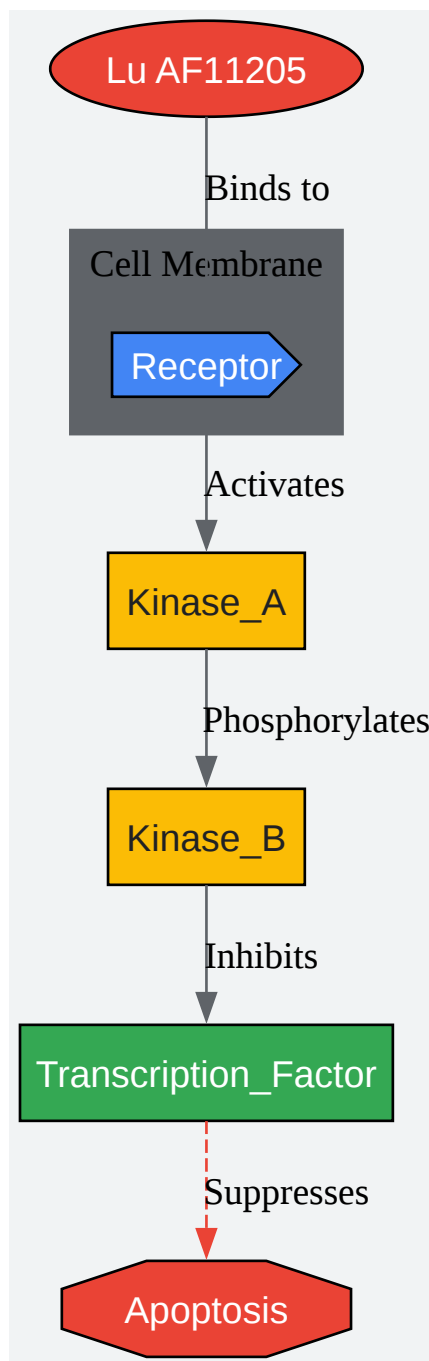 Lu AF11205
Binds to
Cell Membrane
Receptor
Activates
Kinase_A
Phosphorylates
Kinase_B
Inhibits
Transcription_Factor
Suppresses
Apoptosis